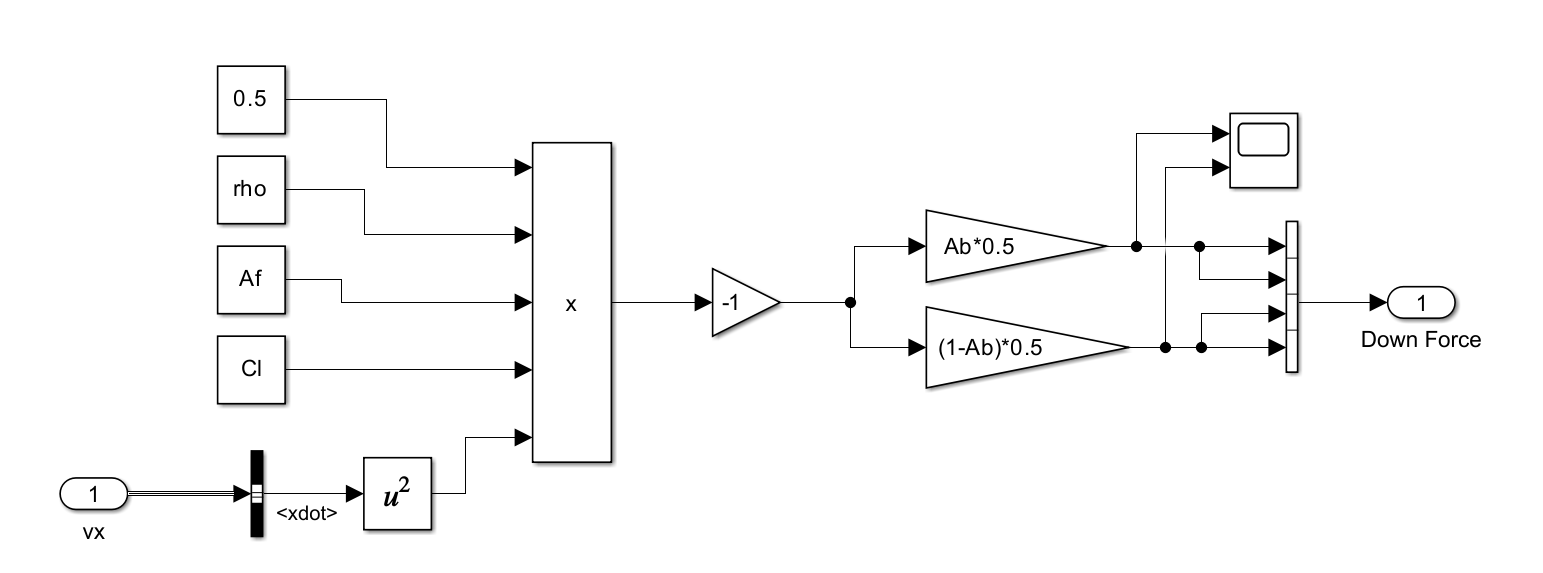 0.5
rho
Af
Cl
1
vx
<xdot>
u²
x
-1
Ab*0.5
(1-Ab)*0.5
1
Down Force